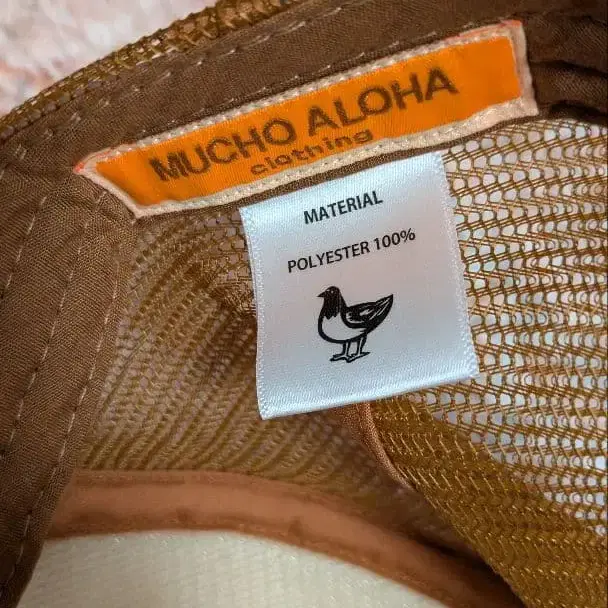 MUCHO ALOHA
clothing
MATERIAL
POLYESTER 100%